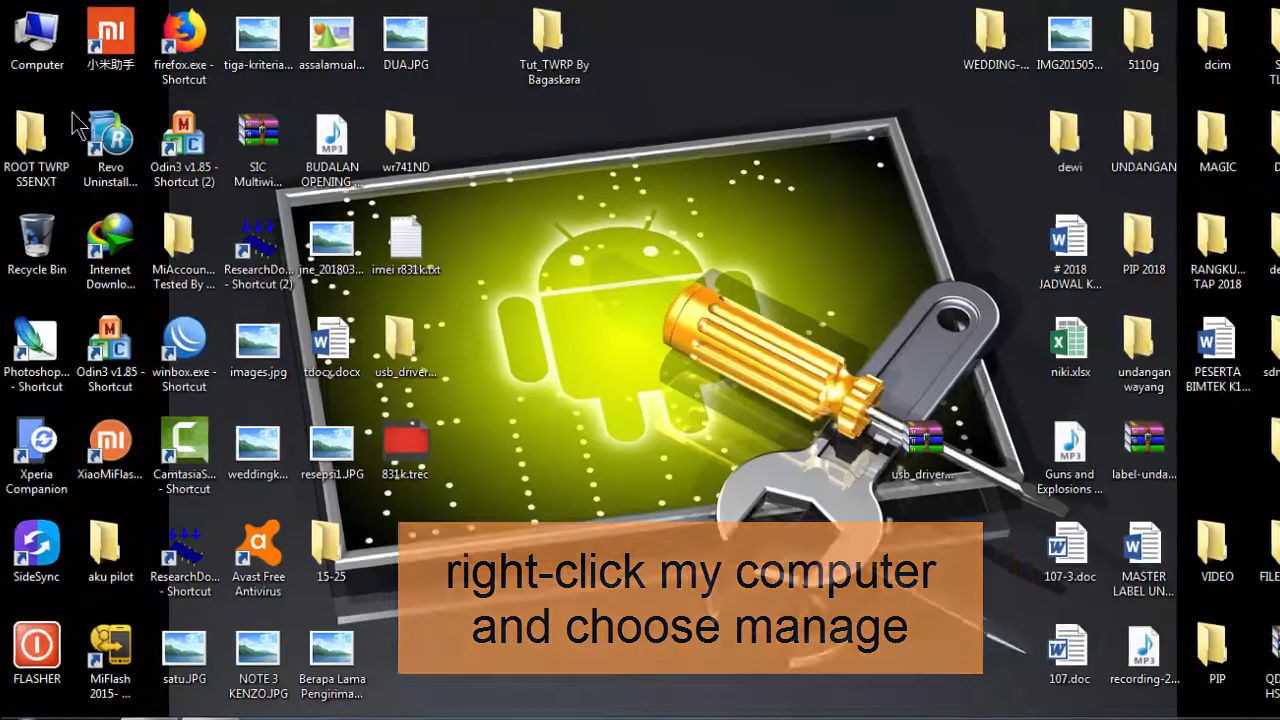 Computer
小米助手
firefox.exe -
Shortcut
tiga-kriteria...
assalamual...
DUA.JPG
Tut_TWRP By
Bagaskara
WEDDING-...
IMG201505...
5110g
dcim
ROOT TWRP
S5ENXT
Revo
Uninstall...
Odin3 v1.85 -
Shortcut (2)
SIC
Multiwi...
BUDALAN
OPENING...
wr741ND
dewi
UNDANGAN
MAGIC
Recycle Bin
Internet
Downlo...
MiAccoun...
Tested By ...
ResearchDo...
Shortcut (2)
jne_201803...
imei r831k.txt
# 2018
JADWAL K...
PIP 2018
RANGKU...
TAP 2018
Photoshop...
- Shortcut
Odin3 v1.85 -
Shortcut
winbox.exe -
Shortcut
images.jpg
tdocx.docx
usb_driver...
niki.xlsx
undangan
wayang
PESERTA
BIMTEK K1...
Xperia
Companion
XiaoMiFlas...
CamtasiaS...
- Shortcut
weddingk...
resepsi1.JPG
831k.trec
usb_driver...
Guns and
Explosions ...
label-unda...
SideSync
aku pilot
ResearchDo...
- Shortcut
Avast Free
Antivirus
15-25
107-3.doc
MASTER
LABEL UN...
VIDEO
right-click my computer
and choose manage
FLASHER
MiFlash
2015- ...
satu.JPG
NOTE 3
KENZO.JPG
Berapa Lama
Pengirima...
107.doc
recording-2...
PIP